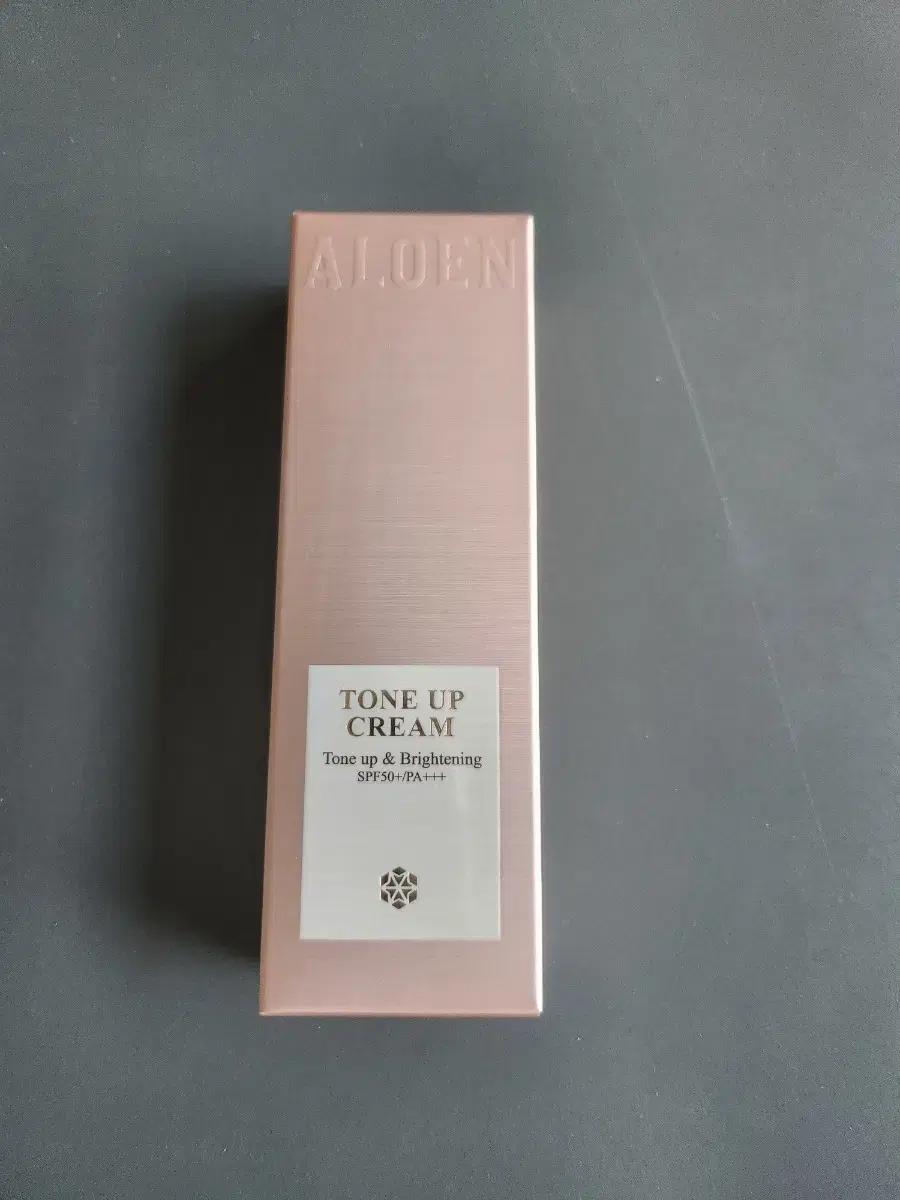 ALOEN
TONE UP
CREAM
Tone up & Brightening
SPF50+/PA+++